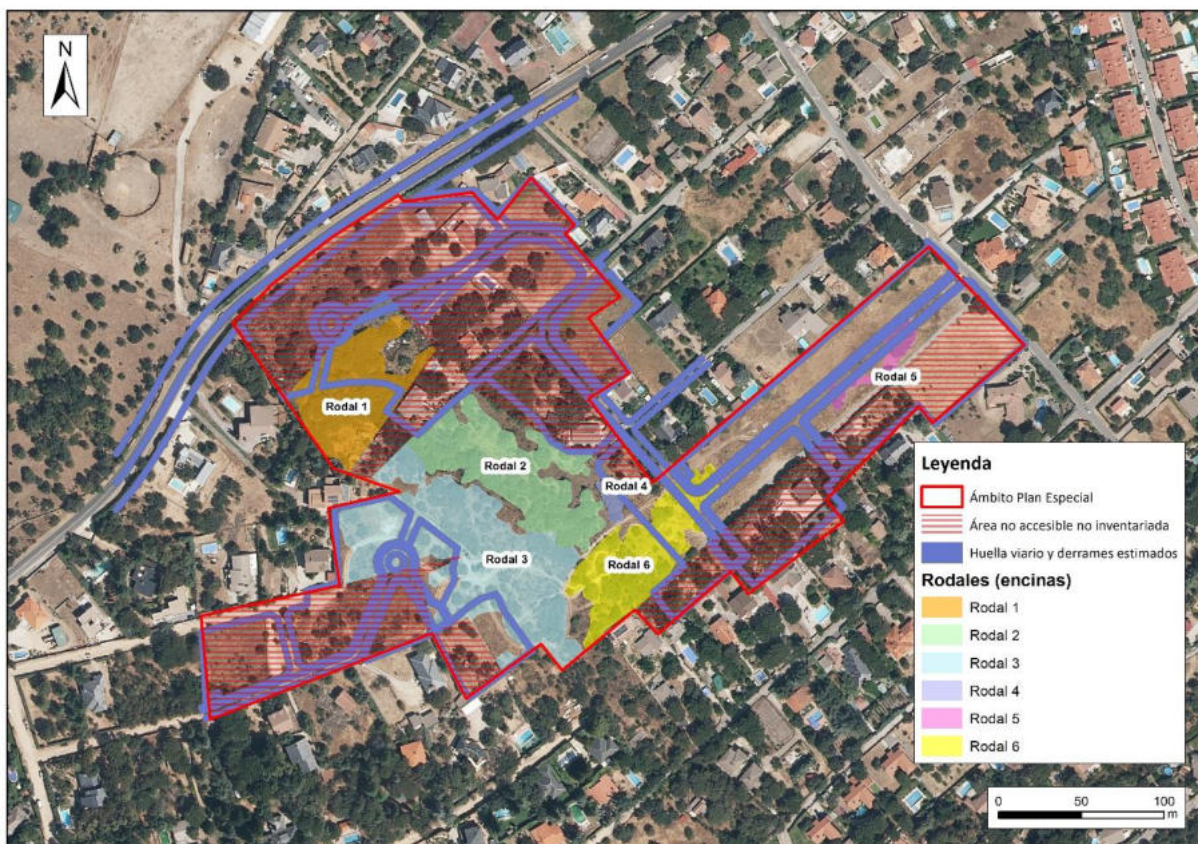 N
Rodal 1
Rodal 2
Rodal 3
Rodal 4
Rodal 5
Rodal 6
Leyenda
Ámbito Plan Especial
Área no accesible no inventariada
Huella viario y derrames estimados
Rodales (encinas)
Rodal 1
Rodal 2
Rodal 3
Rodal 4
Rodal 5
Rodal 6
0 50 100
m